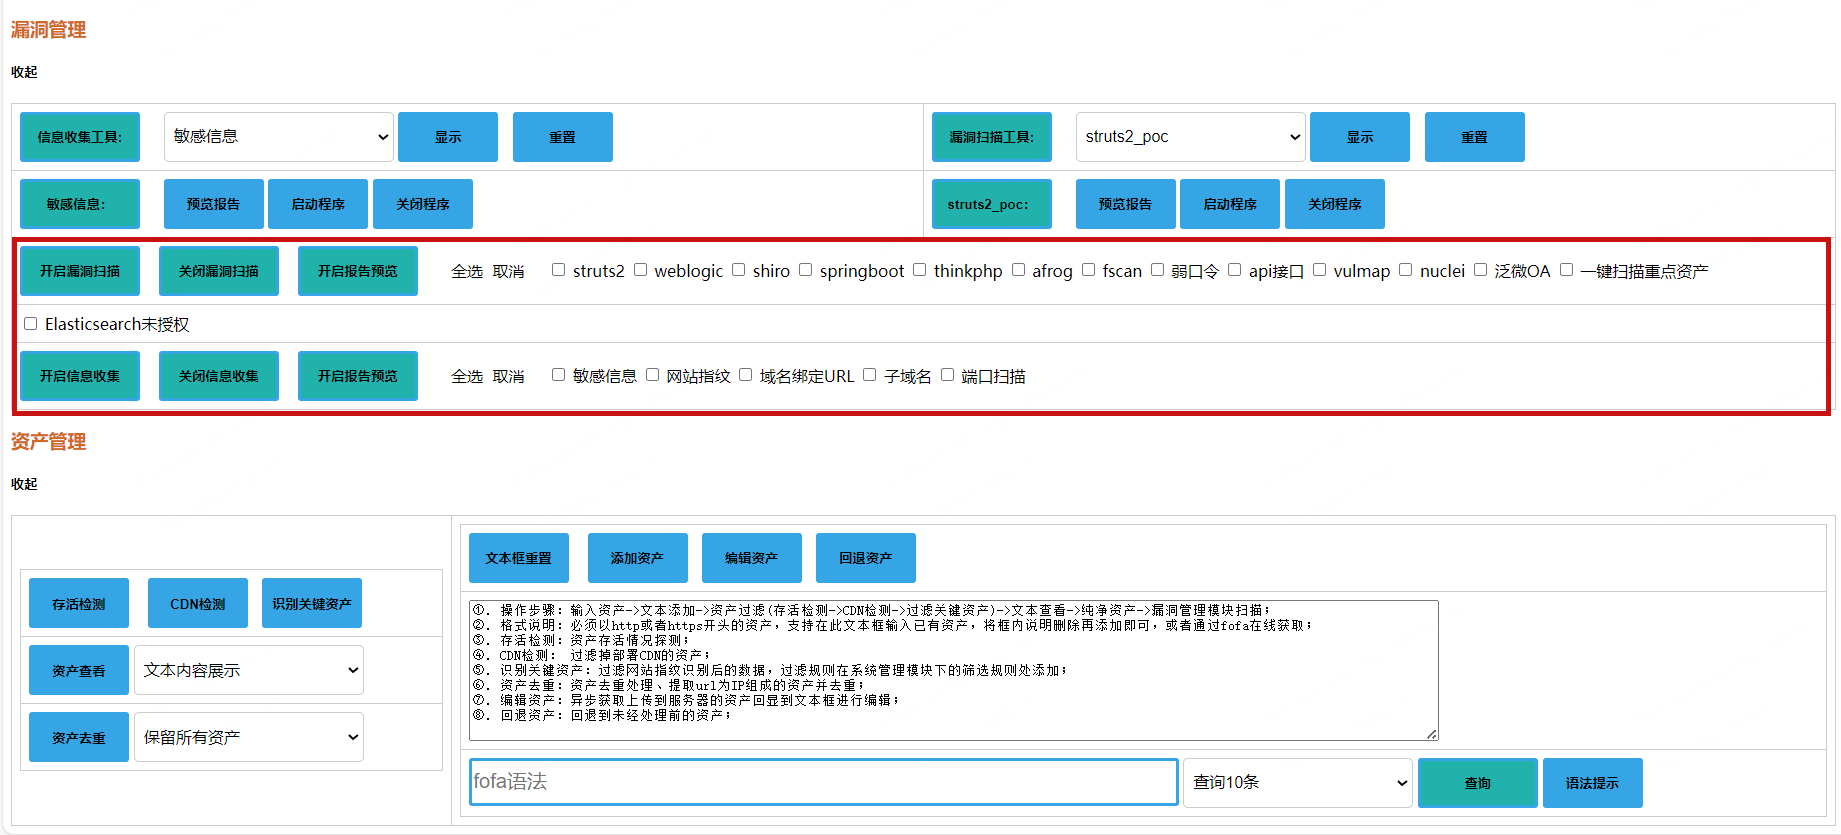 漏洞管理
收起
信息收集工具: 敏感信息 显示 重置 漏洞扫描工具: struts2_poc 显示 重置
敏感信息: 预览报告 启动程序 关闭程序 struts2_poc: 预览报告 启动程序 关闭程序
开启漏洞扫描 关闭漏洞扫描 开启报告预览 全选 取消 struts2 weblogic shiro springboot thinkphp afrog fscan 弱口令 api接口 vulmap nuclei 泛微OA 一键扫描重点资产
Elasticsearch未授权
开启信息收集 关闭信息收集 开启报告预览 全选 取消 敏感信息 网站指纹 域名绑定URL 子域名 端口扫描
资产管理
收起
存活检测 CDN检测 识别关键资产
资产查看 文本内容展示
资产去重 保留所有资产
文本框重置 添加资产 编辑资产 回退资产
①. 操作步骤: 输入资产->文本添加->资产过滤(存活检测->CDN检测->过滤关键资产)->文本查看->纯净资产->漏洞管理模块扫描;
②. 格式说明: 必须以http或者https开头的资产, 支持在此文本框输入已有资产, 将框内说明删除再添加即可, 或者通过fofa在线获取;
③. 存活检测: 资产存活情况探测;
④. CDN检测: 过滤掉部署CDN的资产;
⑤. 识别关键资产: 过滤网站指纹识别后的数据, 过滤规则在系统管理模块下的筛选规则处添加;
⑥. 资产去重: 资产去重处理、提取url为IP组成的资产并去重;
⑦. 编辑资产: 异步获取上传到服务器的资产回显到文本框进行编辑;
⑧. 回退资产: 回退到未经处理前的资产;
fofa语法 查询10条 查询 语法提示